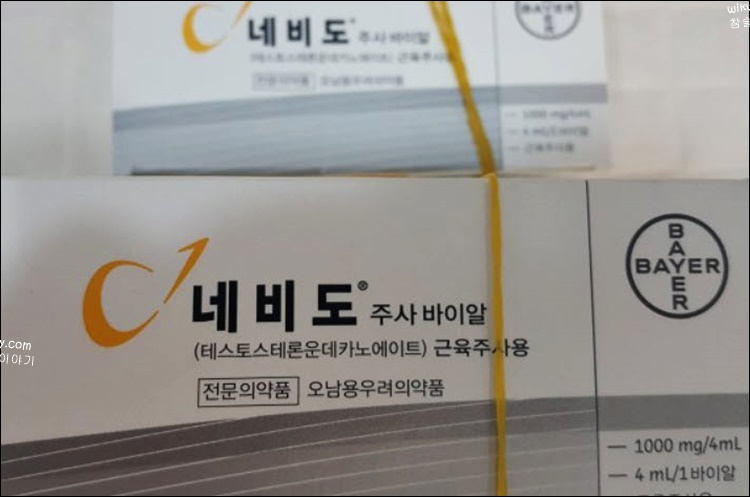 네비도 주사 바이알
BAYER
(테스토스테론운데카노에이트) 근육주사용
전문의약품 오남용우려의약품
1000 mg/4mL
— 4 mL/1바이알
— 근육주사용
네비도® 주사 바이알
BAYER
BAYER
(테스토스테론운데카노에이트) 근육주사용
전문의약품 오남용우려의약품
— 1000 mg/4mL
— 4 mL/1바이알
y.com
이야기